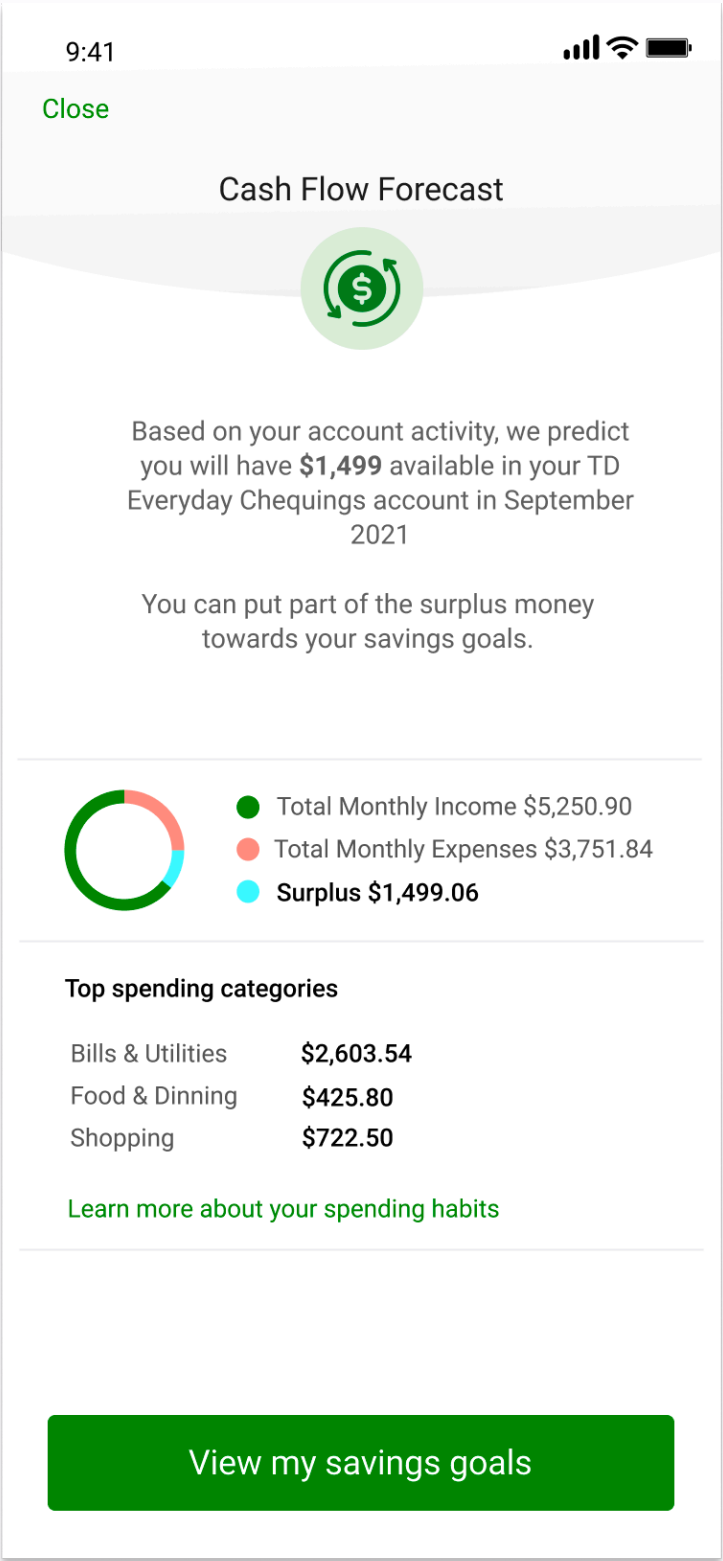 9:41
Close
Cash Flow Forecast
$
Based on your account activity, we predict
you will have $1,499 available in your TD
Everyday Chequings account in September
2021
You can put part of the surplus money
towards your savings goals.
Total Monthly Income $5,250.90
Total Monthly Expenses $3,751.84
Surplus $1,499.06
Top spending categories
Bills & Utilities $2,603.54
Food & Dinning $425.80
Shopping $722.50
Learn more about your spending habits
View my savings goals